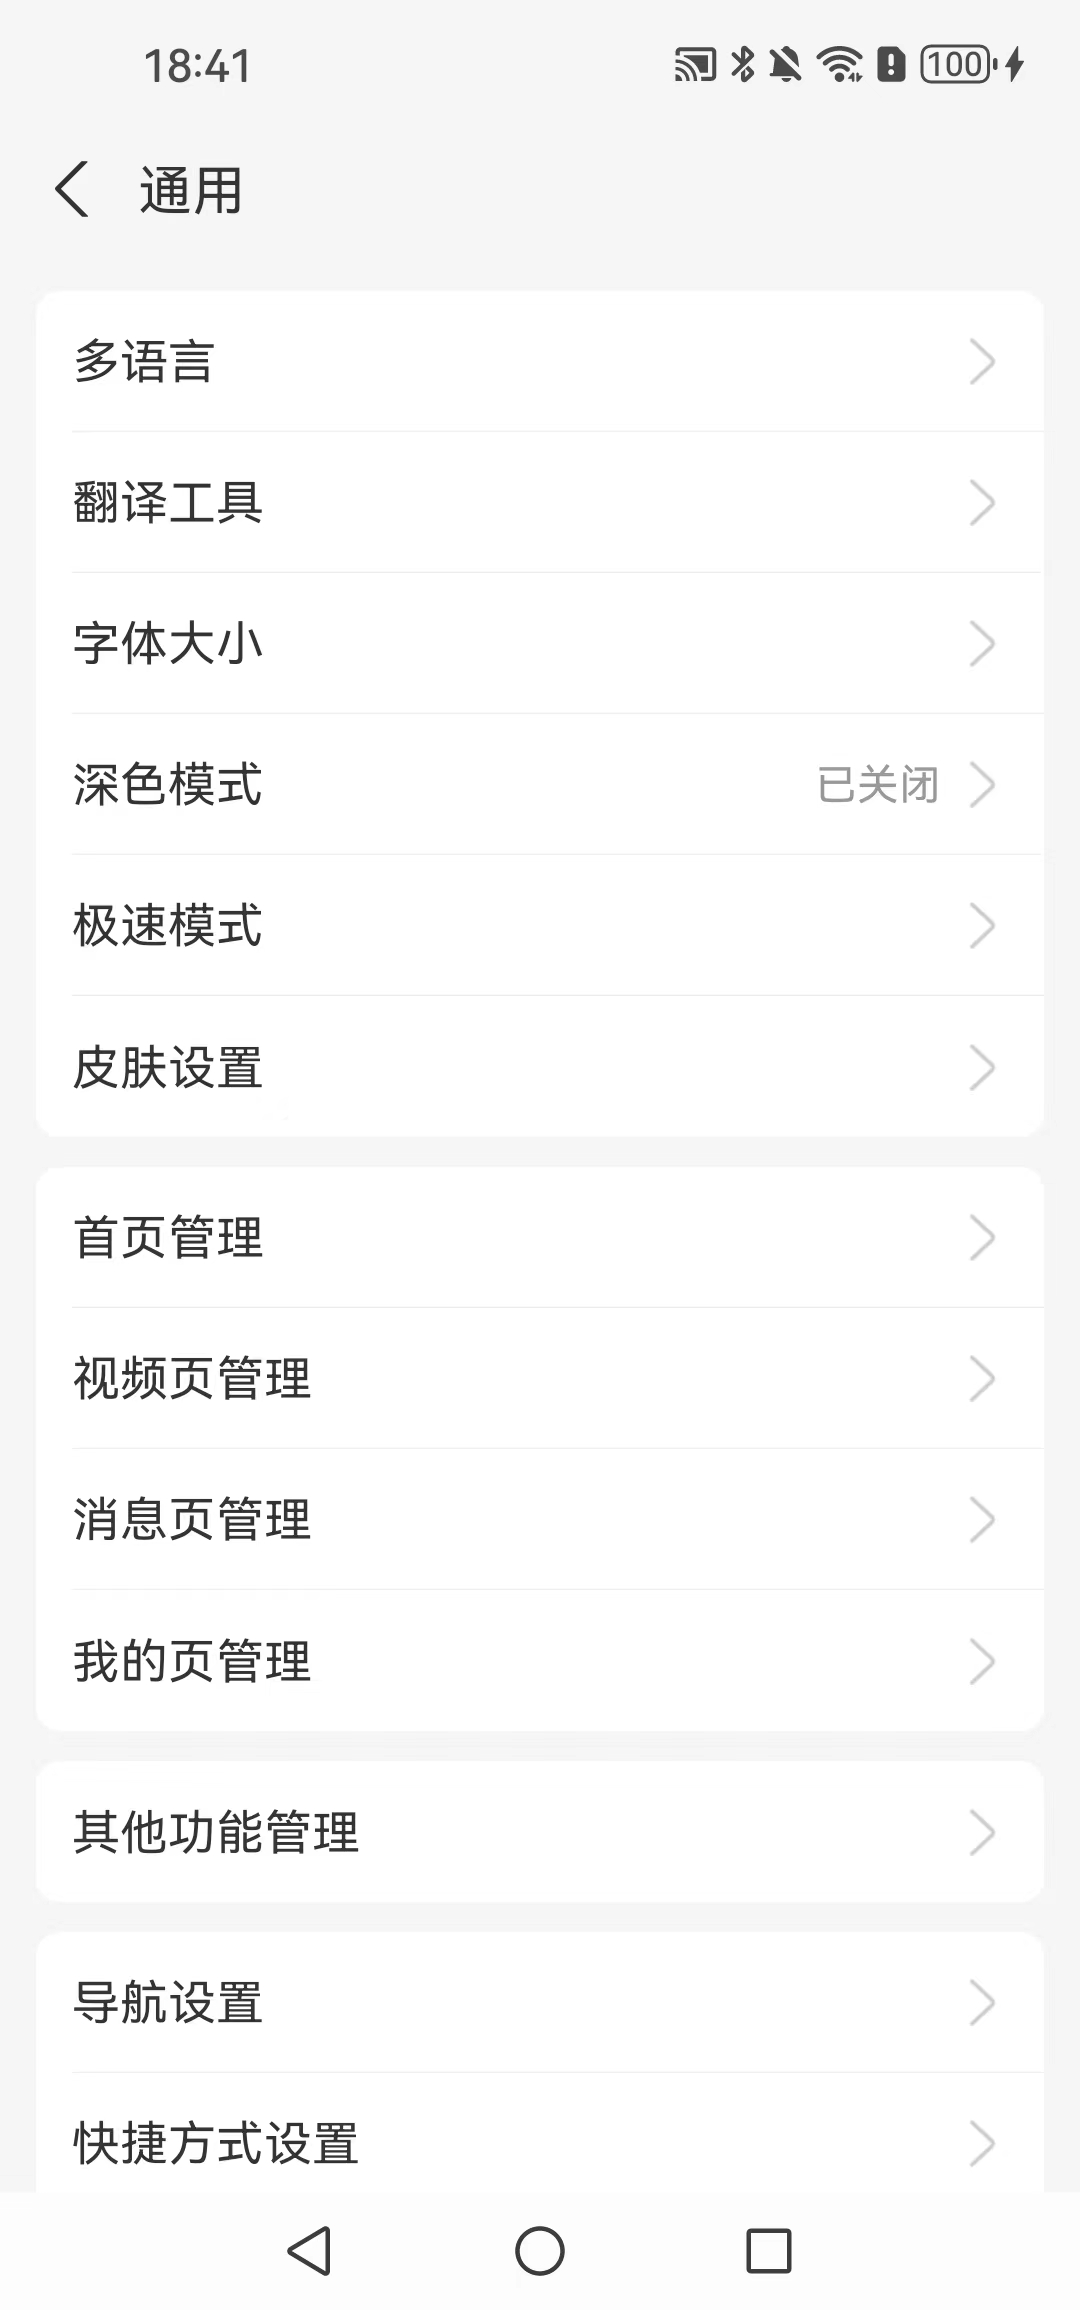 18:41
100
通用
多语言
翻译工具
字体大小
深色模式 已关闭
极速模式
皮肤设置
首页管理
视频页管理
消息页管理
我的页管理
其他功能管理
导航设置
快捷方式设置